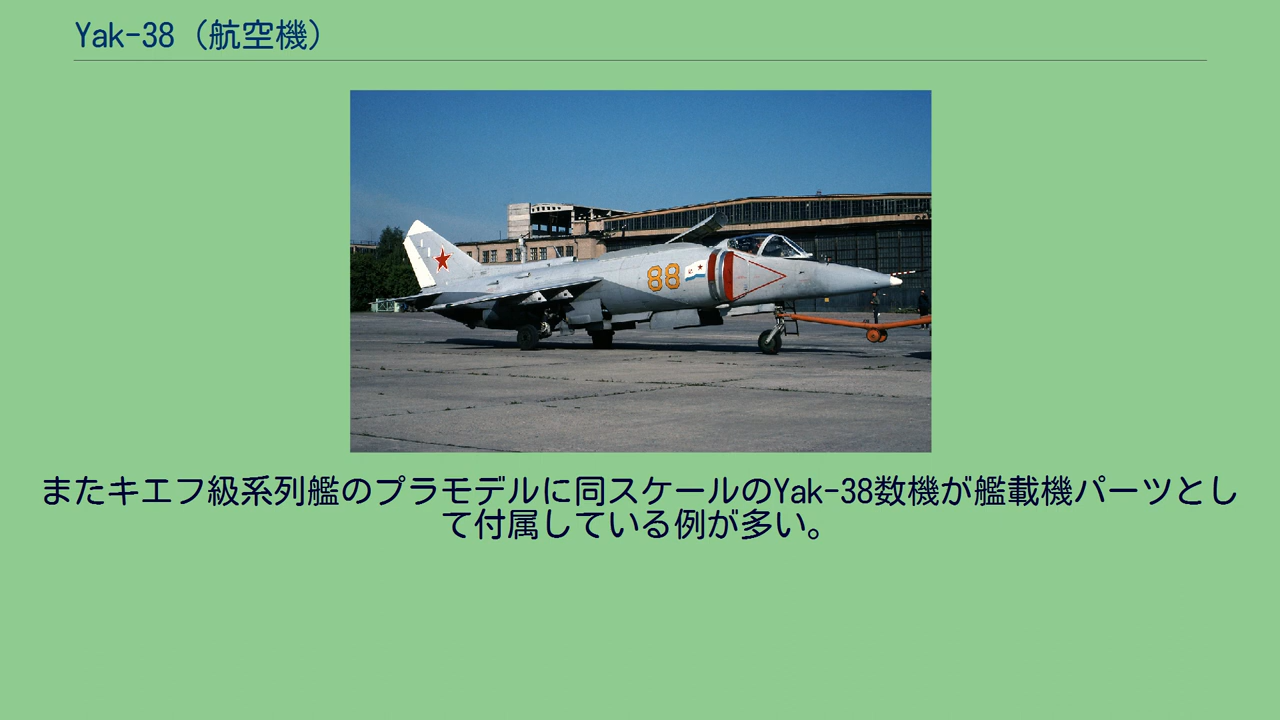 Yak-38（航空機）
88
またキエフ級系列艦のプラモデルに同スケールのYak-38数機が艦載機パーツとし
て付属している例が多い。